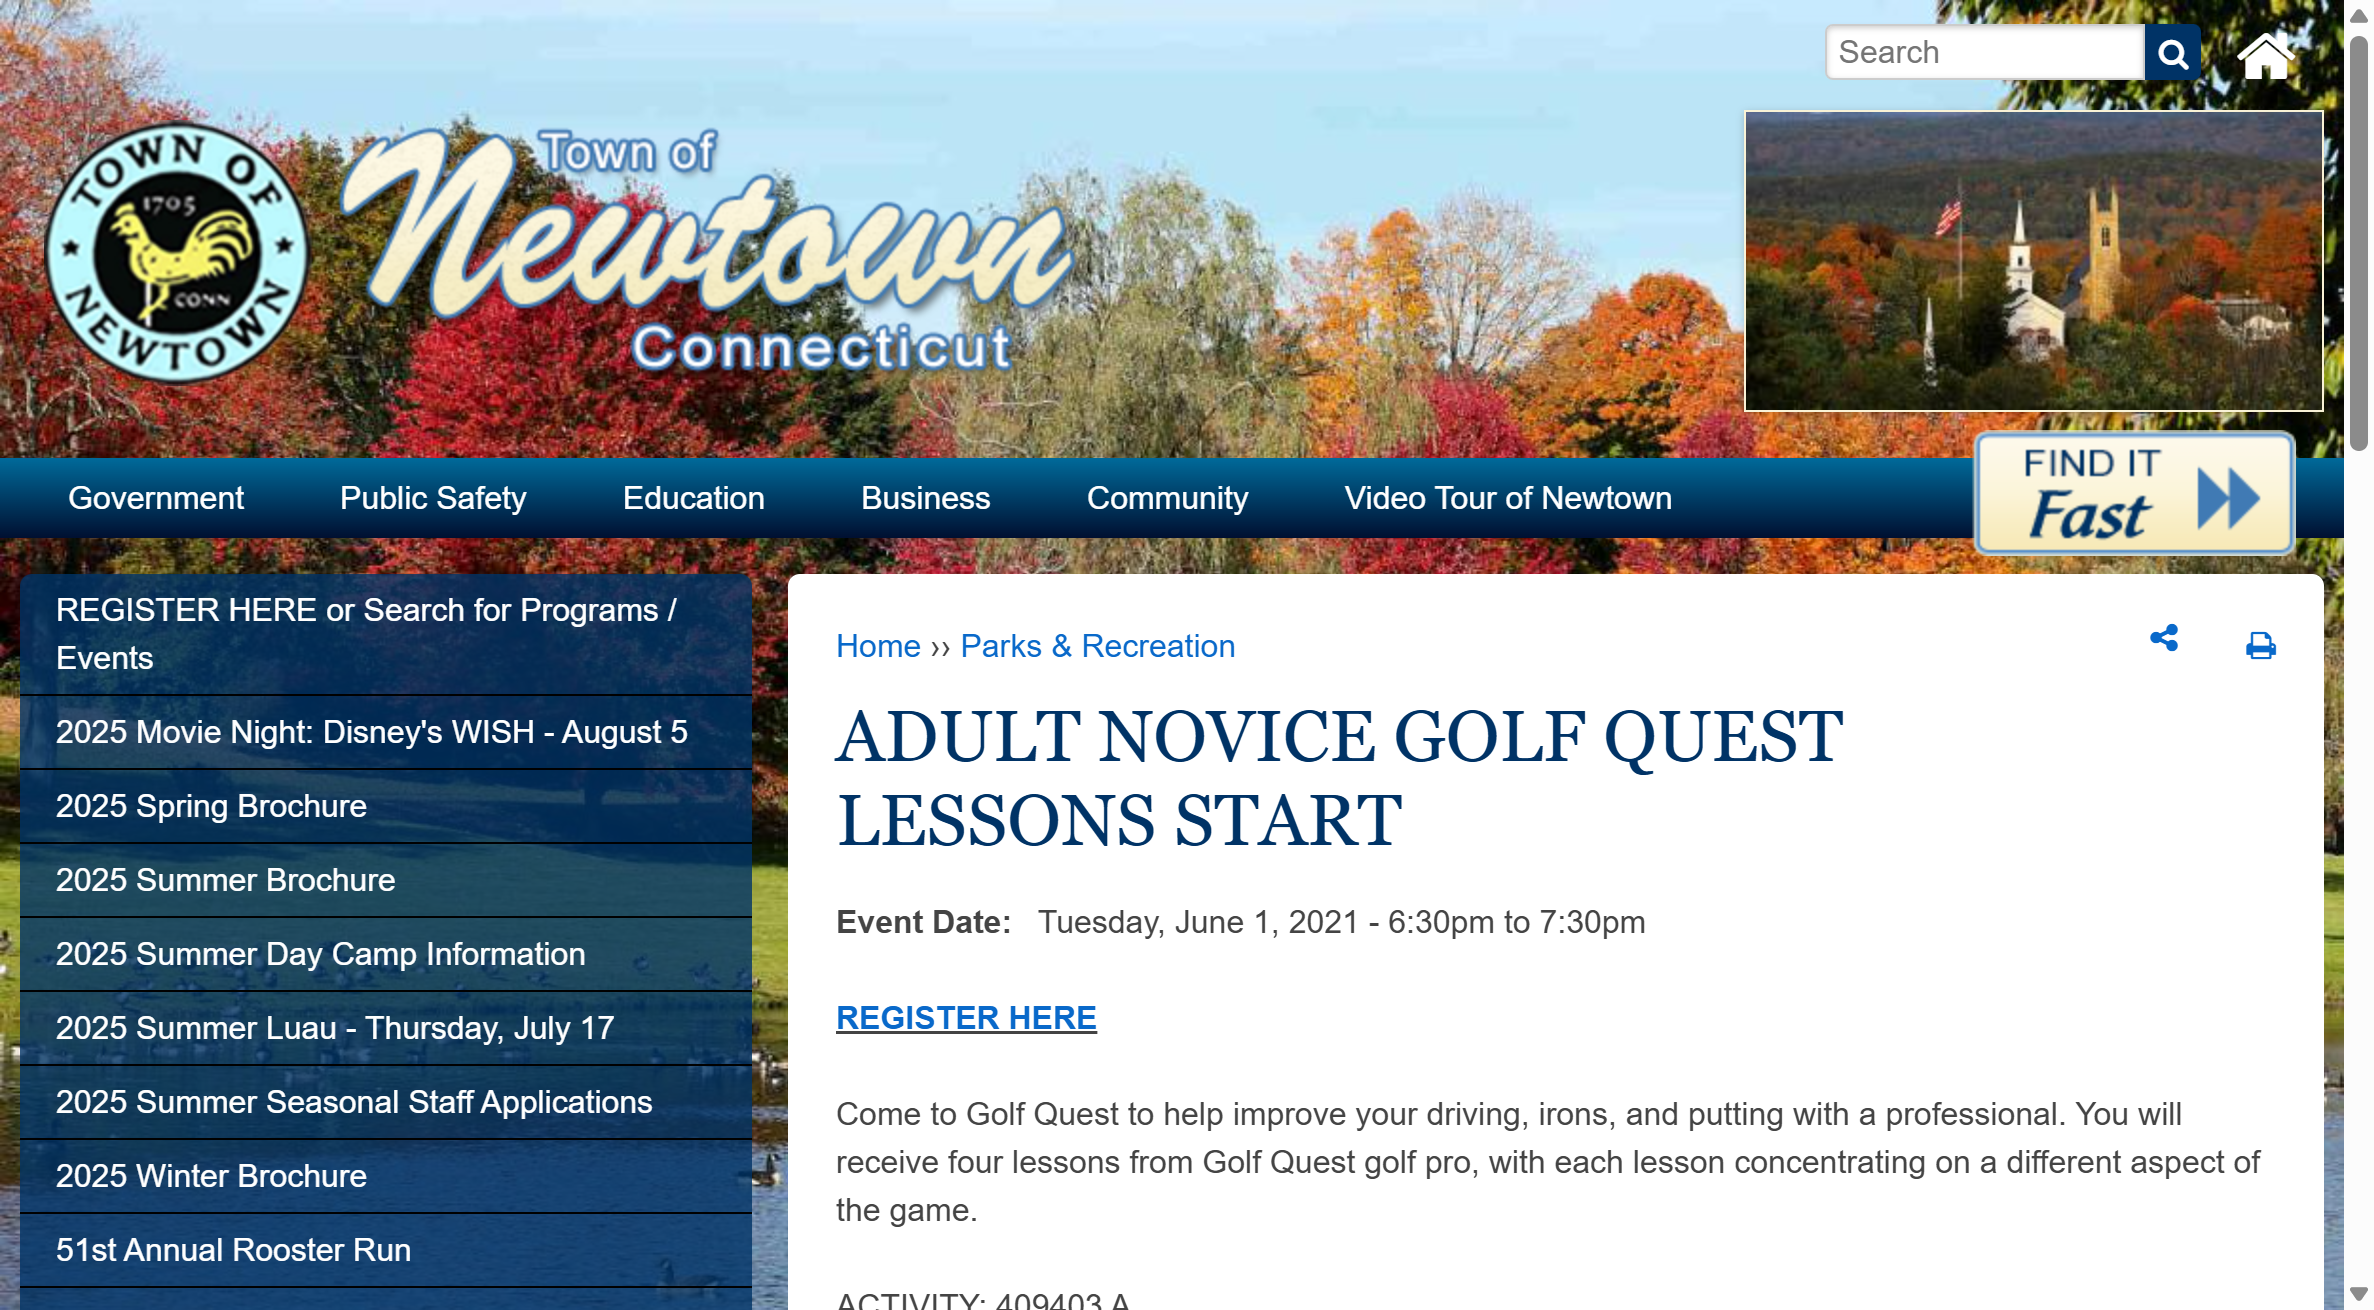 Search
TOWN OF NEWTOWN
1705
CONN
Town of
Newtown
Connecticut
FIND IT
Fast
Government
Public Safety
Education
Business
Community
Video Tour of Newtown
REGISTER HERE or Search for Programs /
Events
2025 Movie Night: Disney's WISH - August 5
2025 Spring Brochure
2025 Summer Brochure
2025 Summer Day Camp Information
2025 Summer Luau - Thursday, July 17
2025 Summer Seasonal Staff Applications
2025 Winter Brochure
51st Annual Rooster Run
Home ›› Parks & Recreation
ADULT NOVICE GOLF QUEST
LESSONS START
Event Date: Tuesday, June 1, 2021 - 6:30pm to 7:30pm
REGISTER HERE
Come to Golf Quest to help improve your driving, irons, and putting with a professional. You will
receive four lessons from Golf Quest golf pro, with each lesson concentrating on a different aspect of
the game.
ACTIVITY: 409403 A